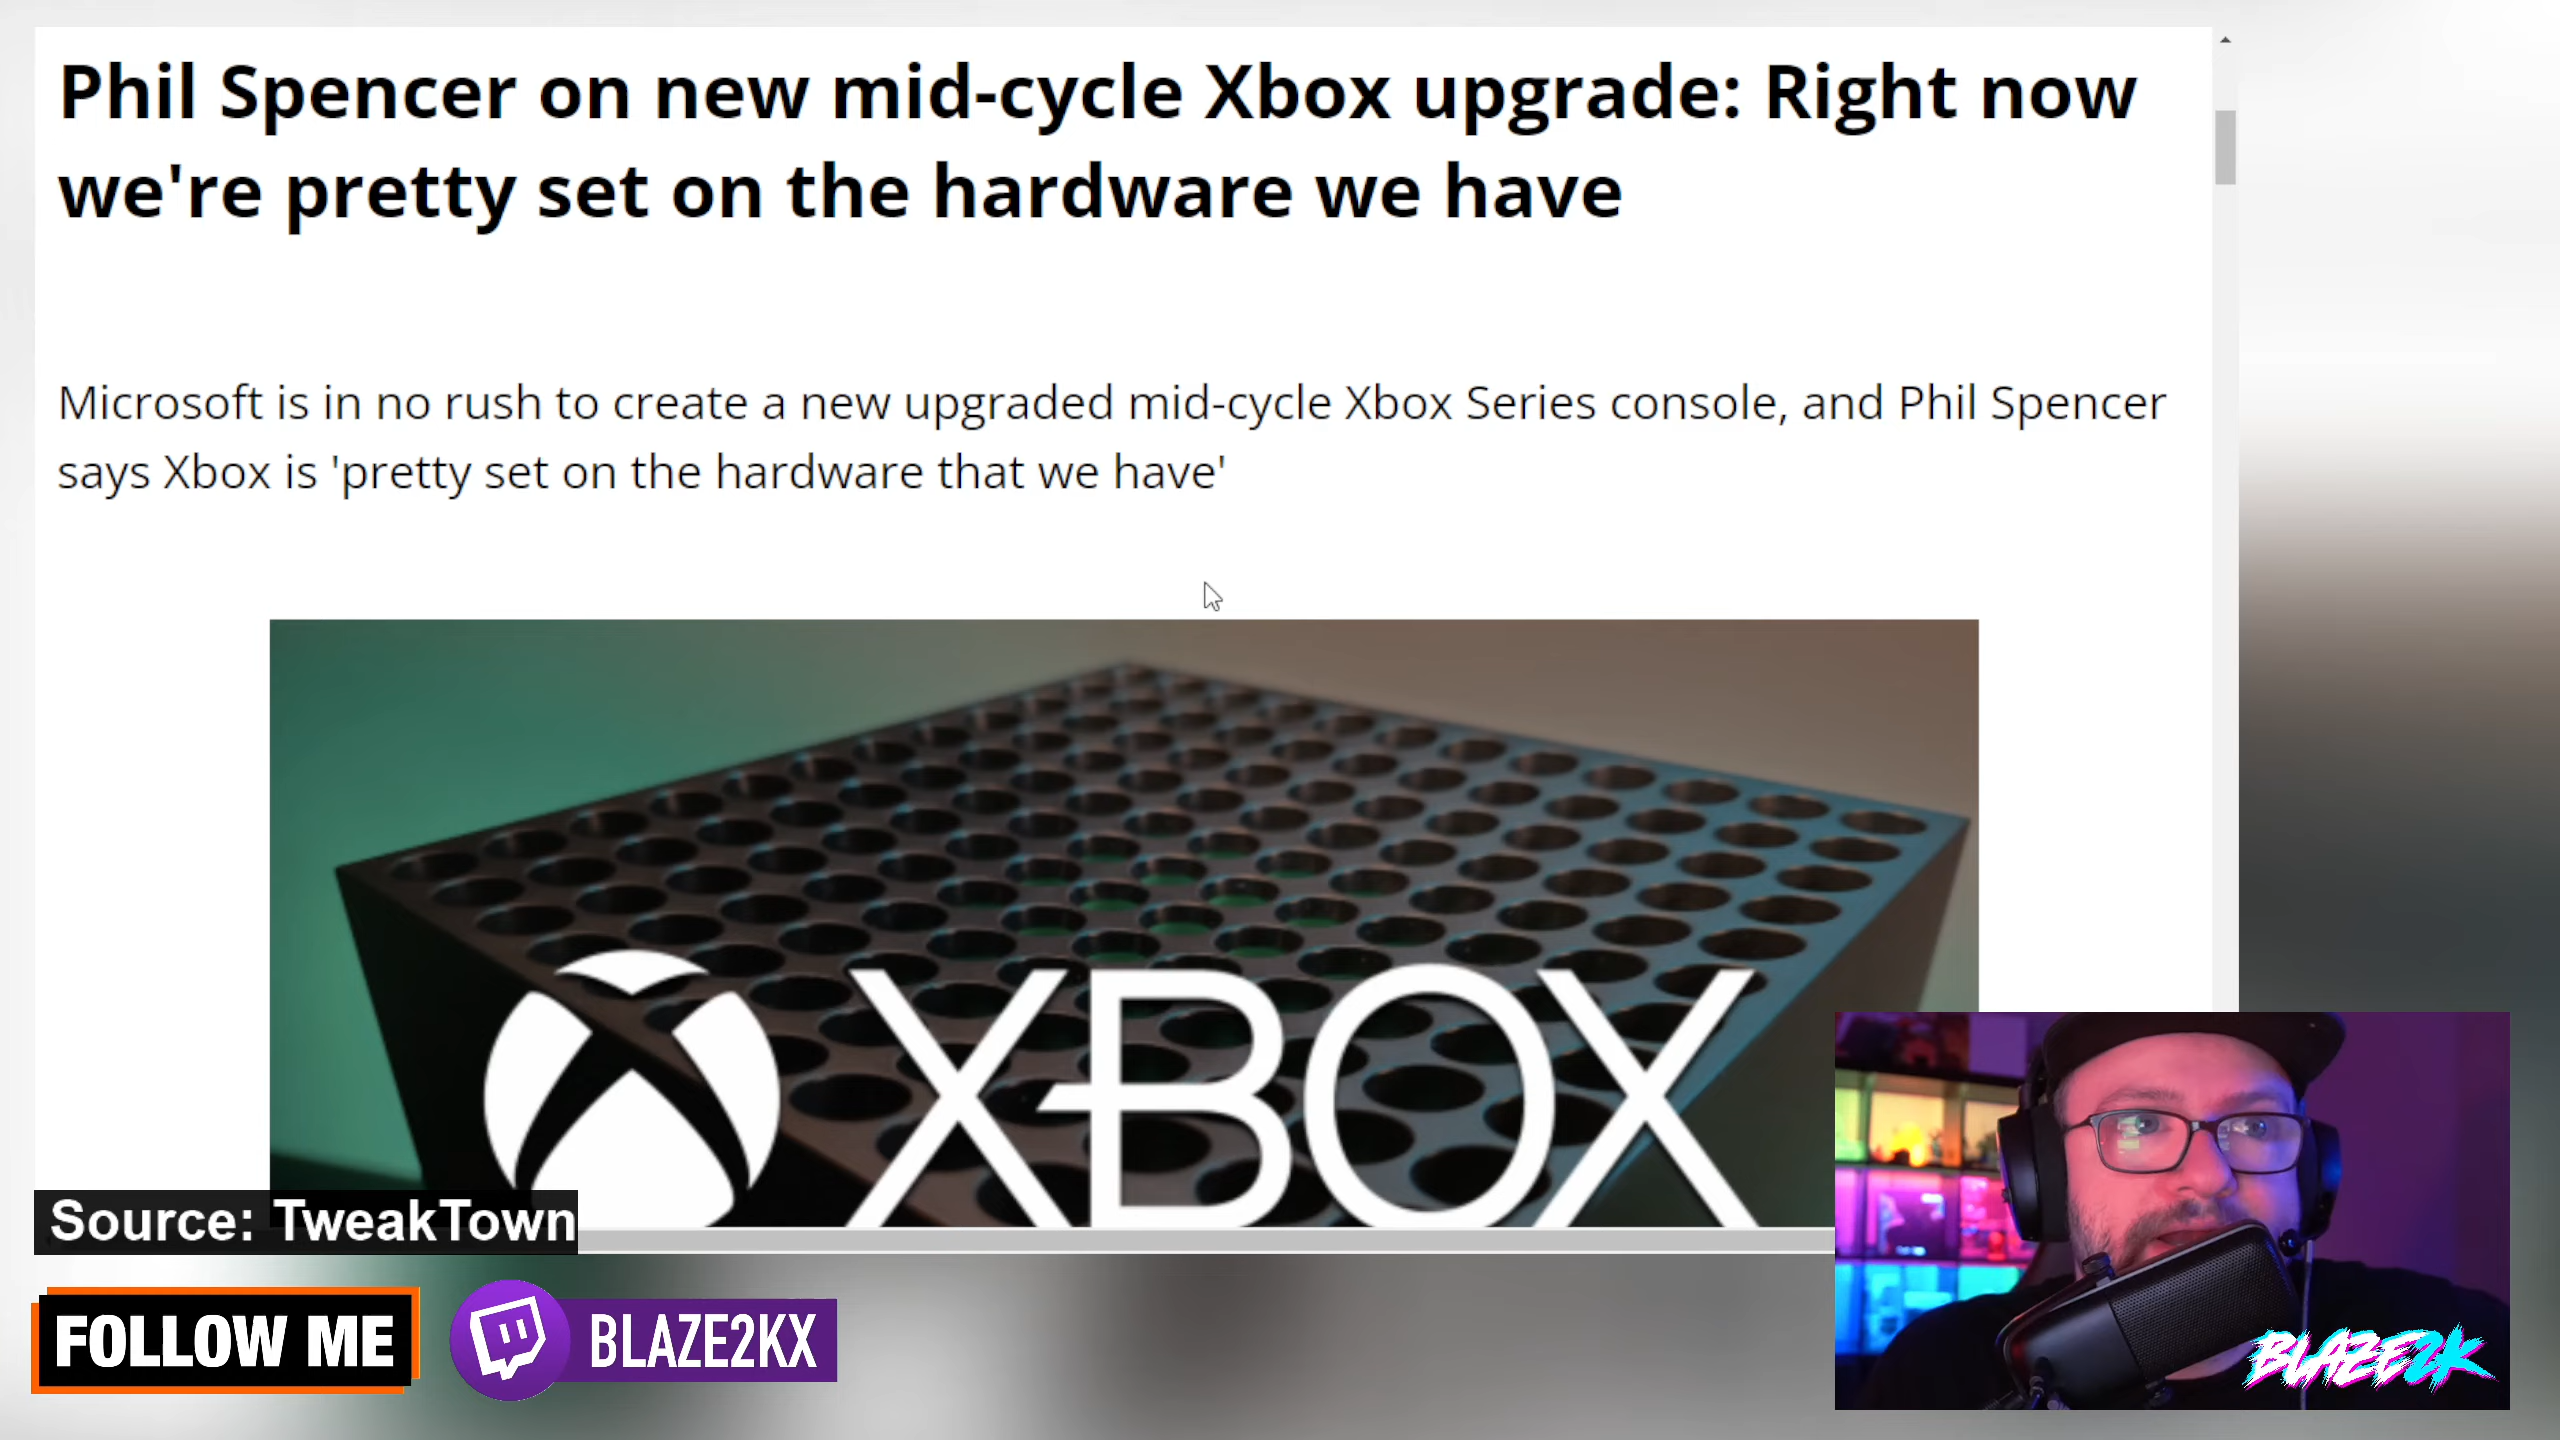 Phil Spencer on new mid-cycle Xbox upgrade: Right now
we're pretty set on the hardware we have
Microsoft is in no rush to create a new upgraded mid-cycle Xbox Series console, and Phil Spencer
says Xbox is 'pretty set on the hardware that we have'
XBOX
Source: TweakTown
FOLLOW ME
BLAZE2KX
BLAZE2K